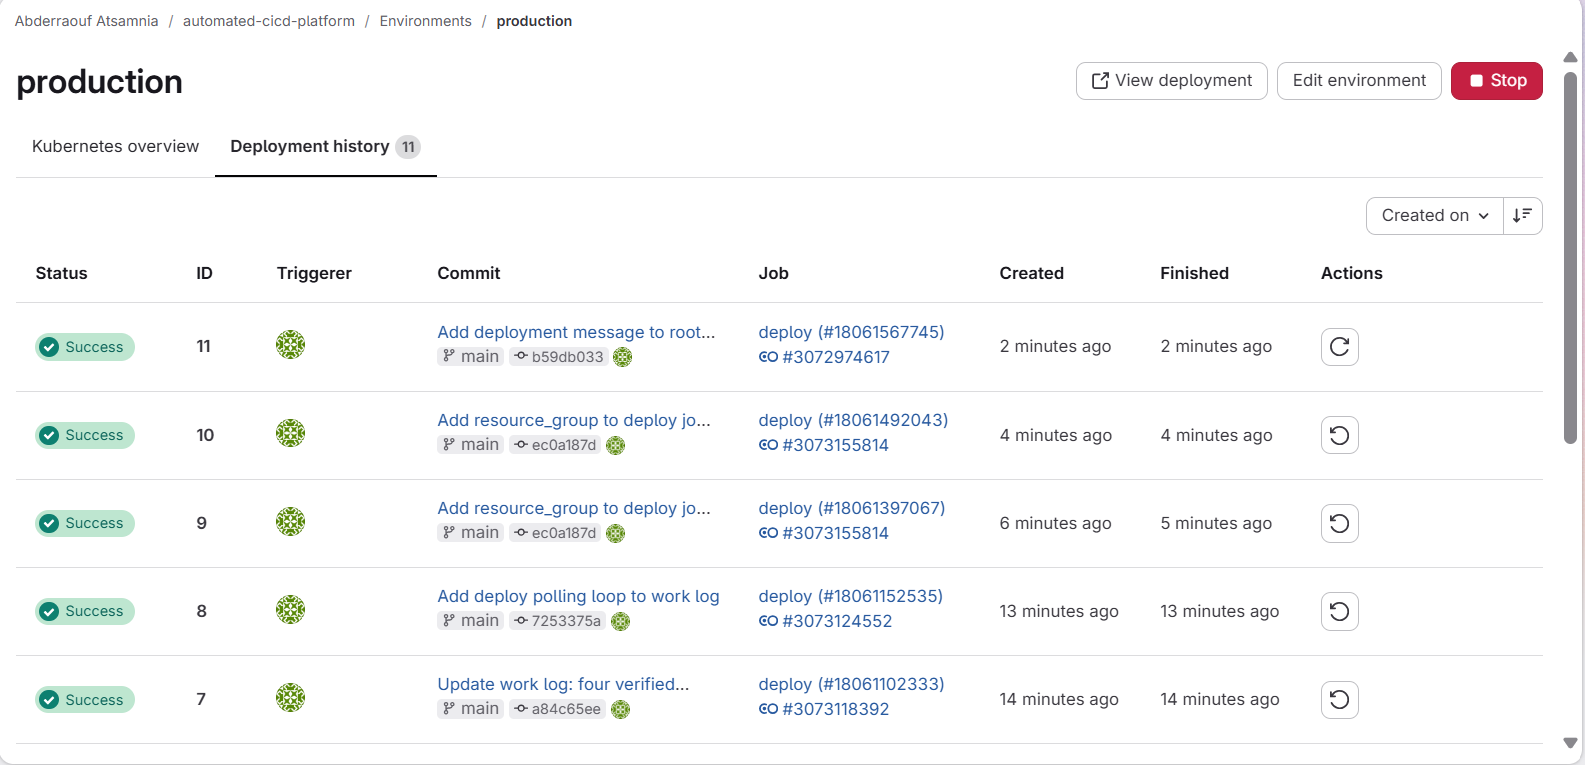 Abderraouf Atsamnia / automated-cicd-platform / Environments / production
production
View deployment
Edit environment
Stop
Kubernetes overview
Deployment history 11
Created on
Status ID Triggerer Commit Job Created Finished Actions
Success 11 Add deployment message to root... deploy (#18061567745) 2 minutes ago 2 minutes ago
main b59db033 #3072974617
Success 10 Add resource_group to deploy jo... deploy (#18061492043) 4 minutes ago 4 minutes ago
main ec0a187d #3073155814
Success 9 Add resource_group to deploy jo... deploy (#18061397067) 6 minutes ago 5 minutes ago
main ec0a187d #3073155814
Success 8 Add deploy polling loop to work log deploy (#18061152535) 13 minutes ago 13 minutes ago
main 7253375a #3073124552
Success 7 Update work log: four verified... deploy (#18061102333) 14 minutes ago 14 minutes ago
main a84c65ee #3073118392